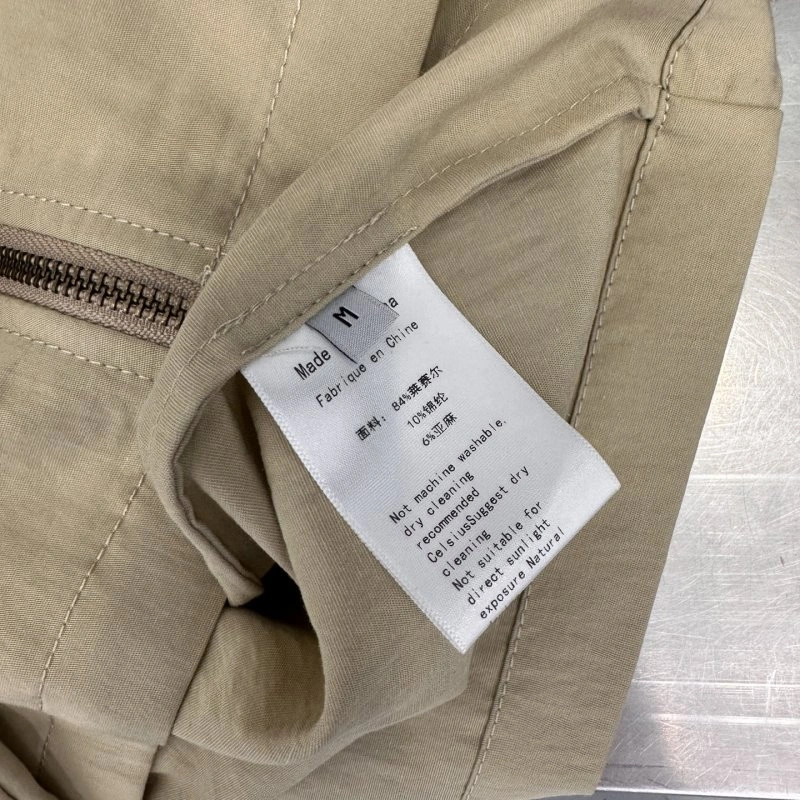 M
Made
Fabrique en Chine
面料: 84%莱赛尔
10%锦纶
6%亚麻
Not machine washable,
dry cleaning
recommended
CelsiusSuggest dry
cleaning
Not suitable for
direct sunlight
exposure Natural